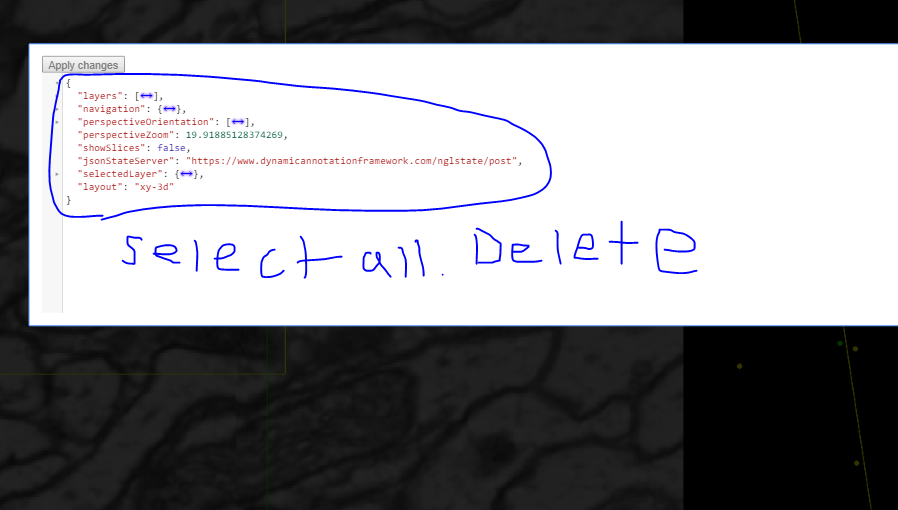 Apply changes
{
"layers": [↔],
"navigation": {↔},
"perspectiveOrientation": [↔],
"perspectiveZoom": 19.91885128374269,
"showSlices": false,
"jsonStateServer": "https://www.dynamicannotationframework.com/nglstate/post",
"selectedLayer": {↔},
"layout": "xy-3d"
}
select all. Delete